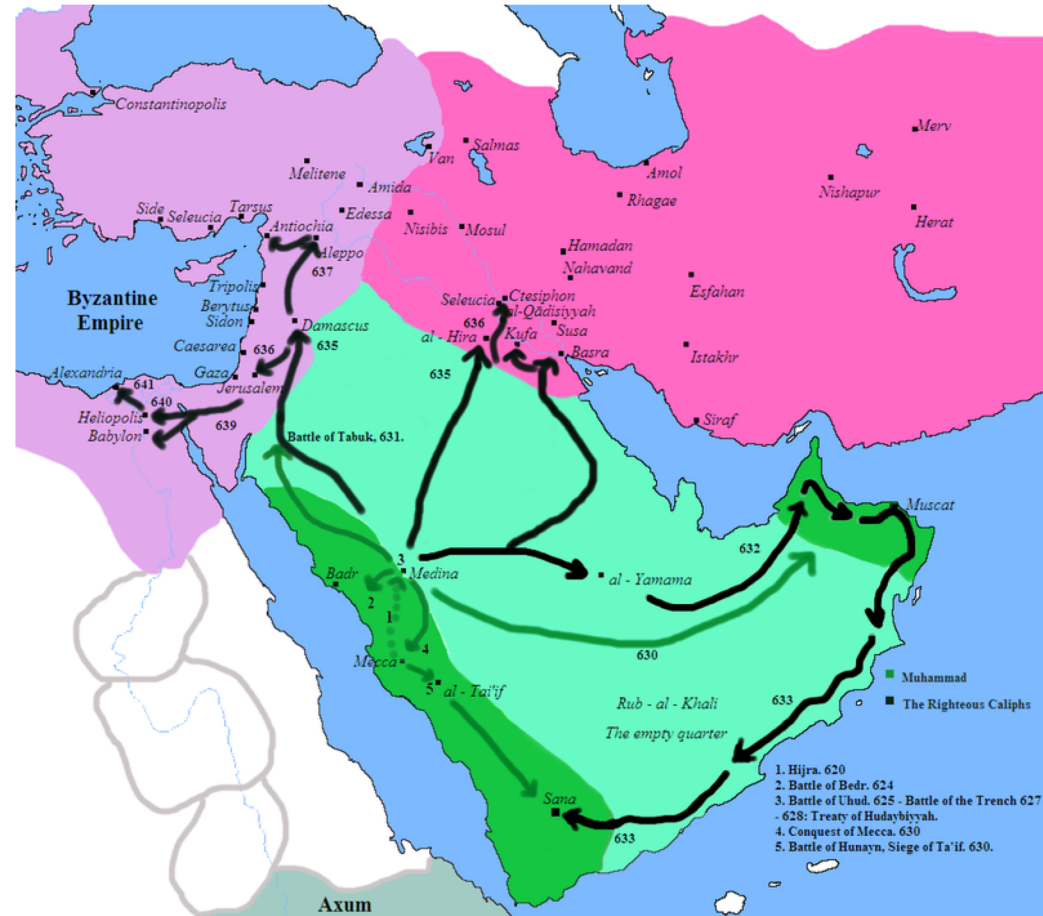 Constantinopolis
Merv
Salmas
Van
Melitene
Amol
Amida
Nishapur
Rhagae
Tarsus
Side
Seleucia
Edessa
Herat
Nisibis
Antiochia
Mosul
Aleppo
Hamadan
637
Nahavand
Tripolis
Esfahan
Byzantine
Empire
Berytus
Seleucia
Ctesiphon
al-Qādisiyyah
Sidon
Damascus
636
Susa
al - Hira
Kufa
635
636
Caesarea
Istakhr
Basra
Alexandria
641
Gaza
Jerusalem
635
640
Heliopolis
Siraf
639
Babylon
Battle of Tabuk, 631.
Muscat
632
3
Medina
Badr
al - Yamama
2
1
4
630
Mecca
5
al - Tai'if
Muhammad
Rub - al - Khali
633
The Righteous Caliphs
The empty quarter
1. Hijra. 620
2. Battle of Bedr. 624
3. Battle of Uhud. 625 - Battle of the Trench 627
- 628: Treaty of Hudaybiyyah.
4. Conquest of Mecca. 630
5. Battle of Hunayn, Siege of Ta'if. 630.
Sana
633
Axum